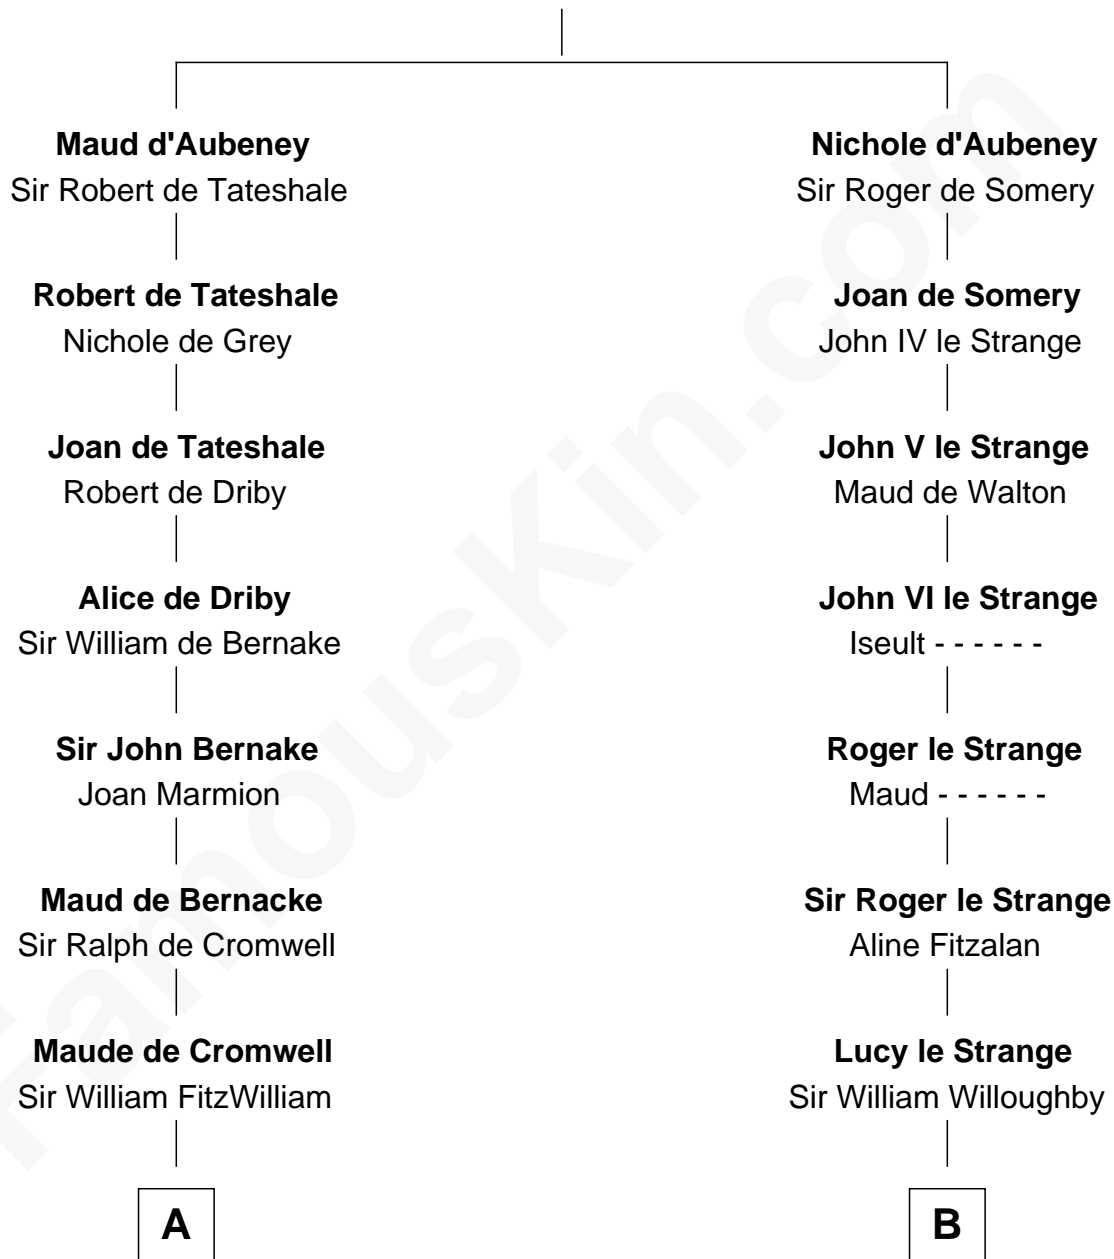 Maud d'Aubeney
Sir Robert de Tateshale
Robert de Tateshale
Nichole de Grey
Joan de Tateshale
Robert de Driby
Alice de Driby
Sir William de Bernake
Sir John Bernake
Joan Marmion
Maud de Bernacke
Sir Ralph de Cromwell
Maude de Cromwell
Sir William FitzWilliam
A
Nichole d'Aubeney
Sir Roger de Somery
Joan de Somery
John IV le Strange
John V le Strange
Maud de Walton
John VI le Strange
Iseult - - - - - -
Roger le Strange
Maud - - - - - -
Sir Roger le Strange
Aline Fitzalan
Lucy le Strange
Sir William Willoughby
B
FamousKin.com